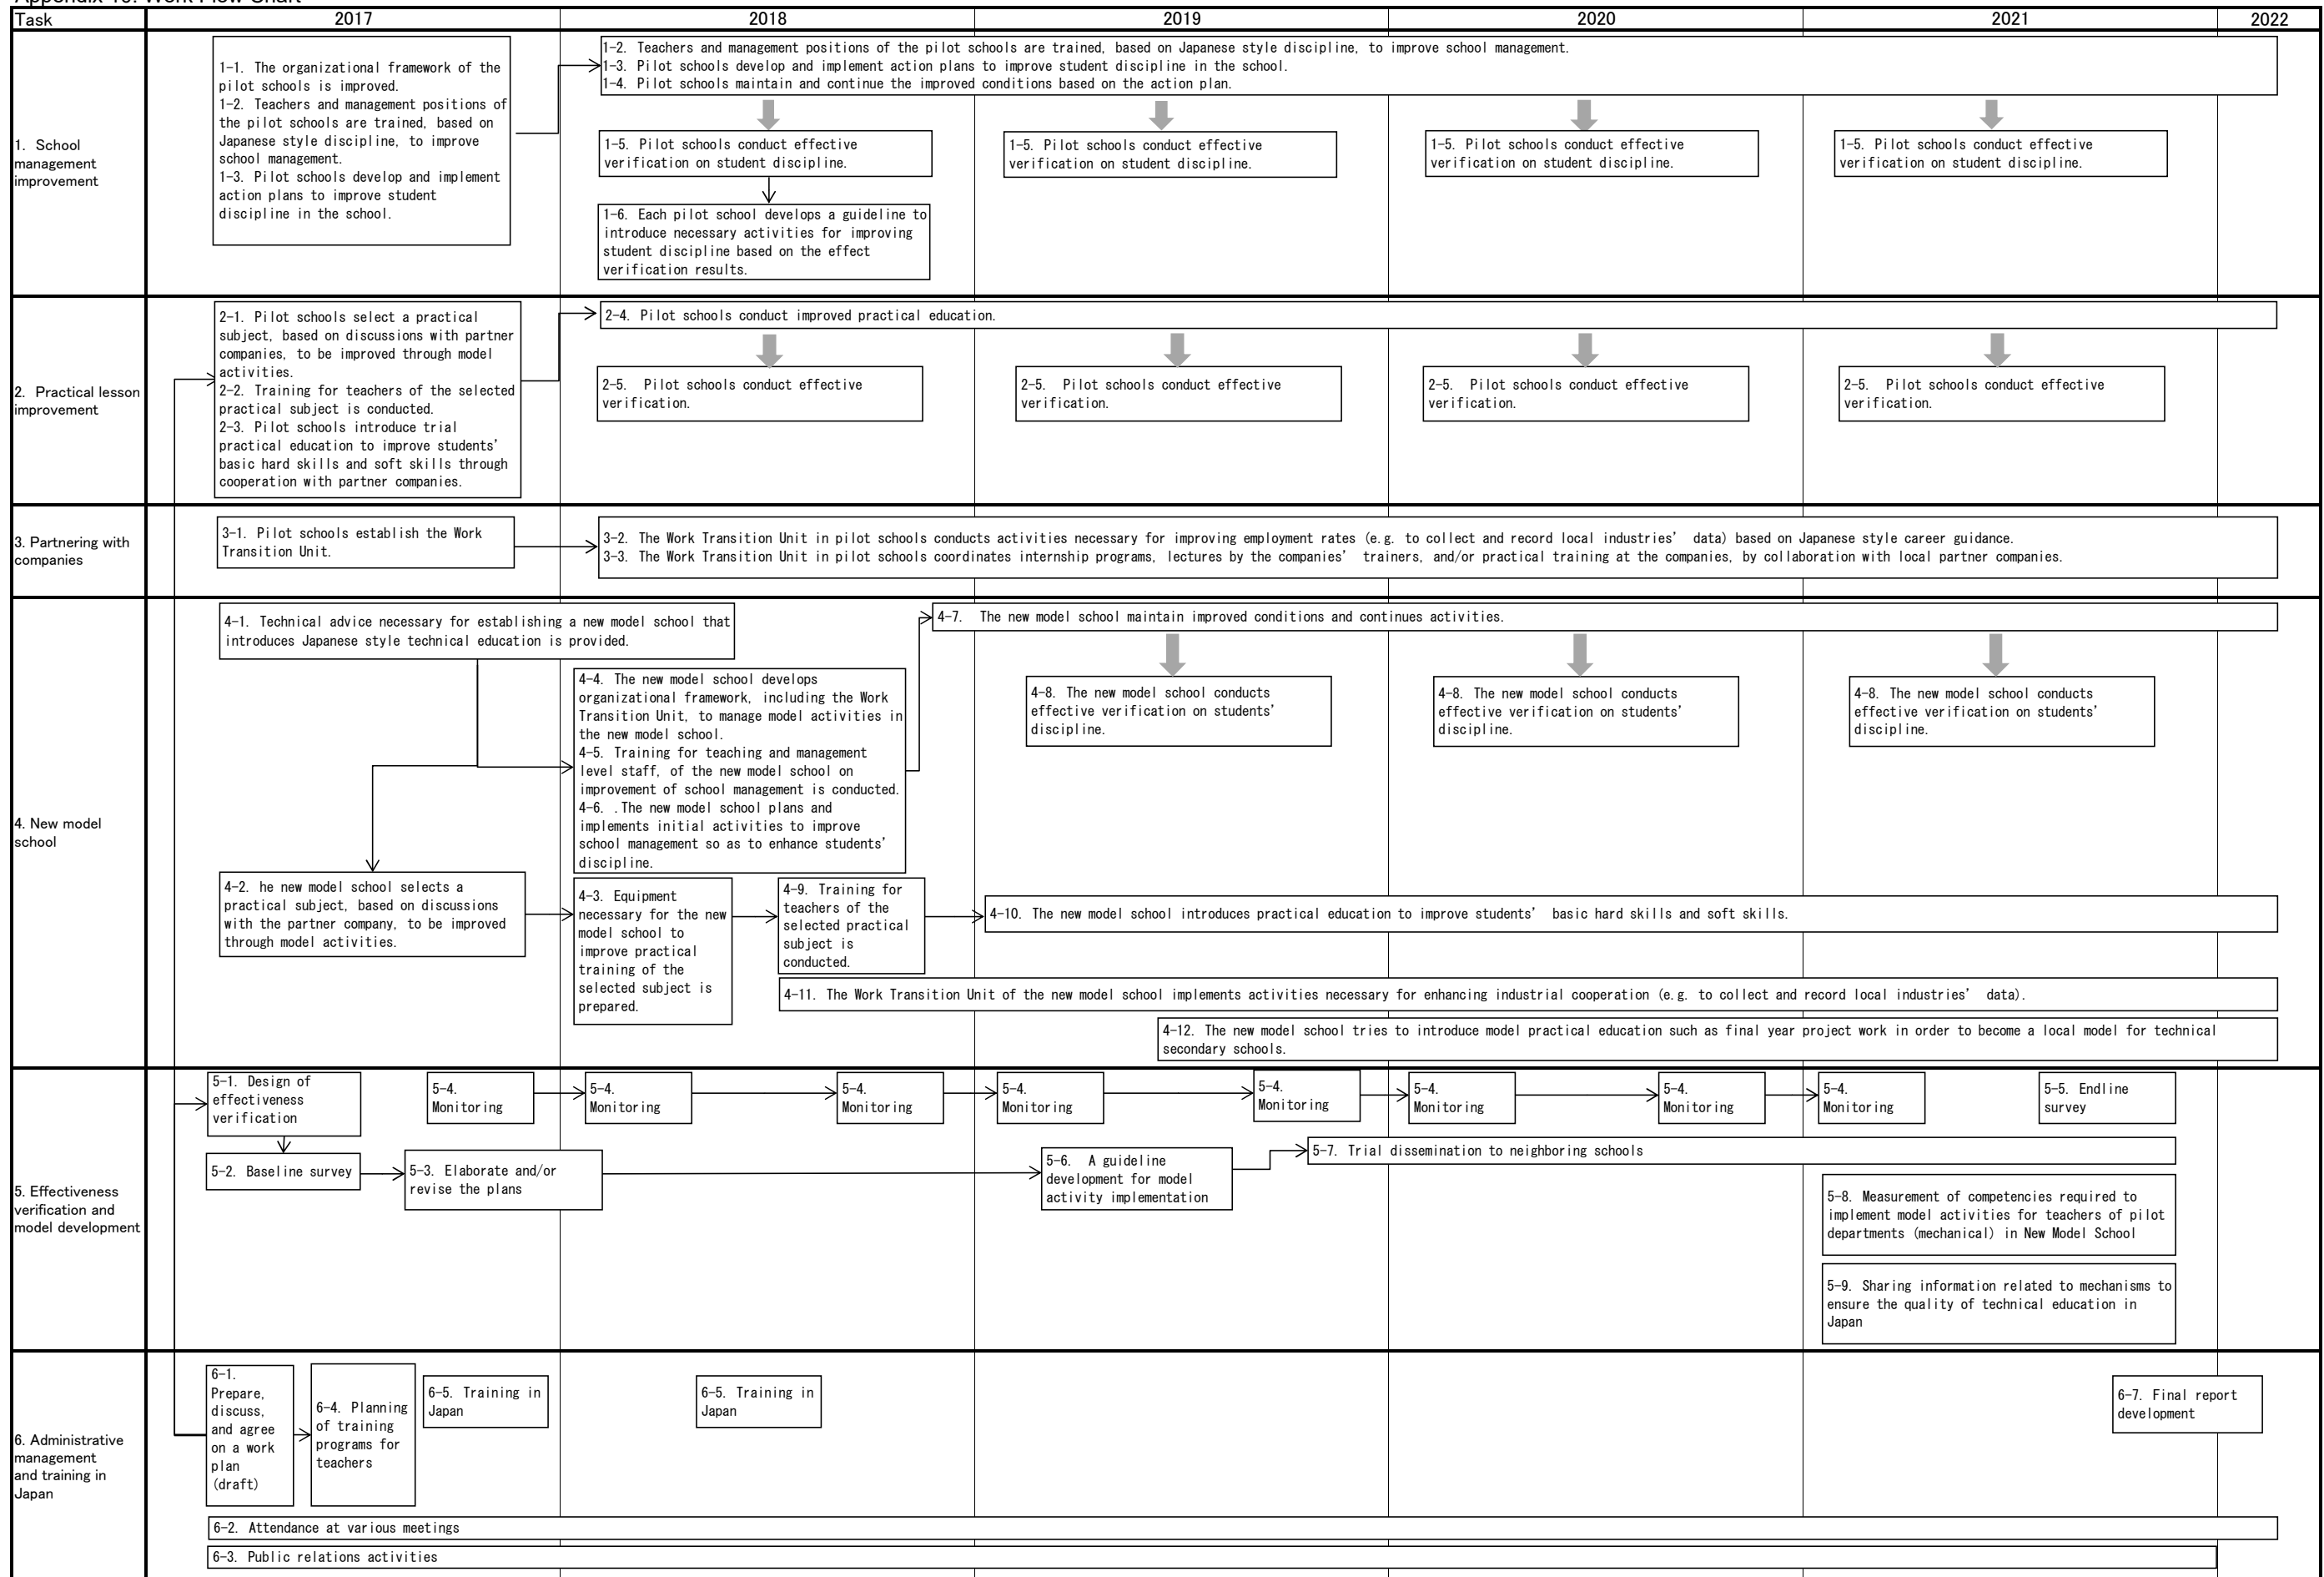 Task
2017
2018
2019
2020
2021
2022
1. School
management
improvement
1-1. The organizational framework of the
pilot schools is improved.
1-2. Teachers and management positions of
the pilot schools are trained, based on
Japanese style discipline, to improve
school management.
1-3. Pilot schools develop and implement
action plans to improve student
discipline in the school.
1-2. Teachers and management positions of the pilot schools are trained, based on Japanese style discipline, to improve school management.
1-3. Pilot schools develop and implement action plans to improve student discipline in the school.
1-4. Pilot schools maintain and continue the improved conditions based on the action plan.
1-5. Pilot schools conduct effective
verification on student discipline.
1-5. Pilot schools conduct effective
verification on student discipline.
1-5. Pilot schools conduct effective
verification on student discipline.
1-5. Pilot schools conduct effective
verification on student discipline.
1-6. Each pilot school develops a guideline to
introduce necessary activities for improving
student discipline based on the effect
verification results.
2. Practical lesson
improvement
2-1. Pilot schools select a practical
subject, based on discussions with partner
companies, to be improved through model
activities.
2-2. Training for teachers of the selected
practical subject is conducted.
2-3. Pilot schools introduce trial
practical education to improve students'
basic hard skills and soft skills through
cooperation with partner companies.
2-4. Pilot schools conduct improved practical education.
2-5. Pilot schools conduct effective
verification.
2-5. Pilot schools conduct effective
verification.
2-5. Pilot schools conduct effective
verification.
2-5. Pilot schools conduct effective
verification.
3. Partnering with
companies
3-1. Pilot schools establish the Work
Transition Unit.
3-2. The Work Transition Unit in pilot schools conducts activities necessary for improving employment rates (e.g. to collect and record local industries' data) based on Japanese style career guidance.
3-3. The Work Transition Unit in pilot schools coordinates internship programs, lectures by the companies' trainers, and/or practical training at the companies, by collaboration with local partner companies.
4. New model
school
4-1. Technical advice necessary for establishing a new model school that
introduces Japanese style technical education is provided.
4-7. The new model school maintain improved conditions and continues activities.
4-4. The new model school develops
organizational framework, including the Work
Transition Unit, to manage model activities in
the new model school.
4-5. Training for teaching and management
level staff, of the new model school on
improvement of school management is conducted.
4-6. .The new model school plans and
implements initial activities to improve
school management so as to enhance students'
discipline.
4-8. The new model school conducts
effective verification on students'
discipline.
4-8. The new model school conducts
effective verification on students'
discipline.
4-8. The new model school conducts
effective verification on students'
discipline.
4-2. he new model school selects a
practical subject, based on discussions
with the partner company, to be improved
through model activities.
4-3. Equipment
necessary for the new
model school to
improve practical
training of the
selected subject is
prepared.
4-9. Training for
teachers of the
selected practical
subject is
conducted.
4-10. The new model school introduces practical education to improve students' basic hard skills and soft skills.
4-11. The Work Transition Unit of the new model school implements activities necessary for enhancing industrial cooperation (e.g. to collect and record local industries' data).
4-12. The new model school tries to introduce model practical education such as final year project work in order to become a local model for technical
secondary schools.
5. Effectiveness
verification and
model development
5-1. Design of
effectiveness
verification
5-4.
Monitoring
5-4.
Monitoring
5-4.
Monitoring
5-4.
Monitoring
5-4.
Monitoring
5-4.
Monitoring
5-4.
Monitoring
5-4.
Monitoring
5-5. Endline
survey
5-2. Baseline survey
5-3. Elaborate and/or
revise the plans
5-6. A guideline
development for model
activity implementation
5-7. Trial dissemination to neighboring schools
5-8. Measurement of competencies required to
implement model activities for teachers of pilot
departments (mechanical) in New Model School
5-9. Sharing information related to mechanisms to
ensure the quality of technical education in
Japan
6. Administrative
management
and training in
Japan
6-1.
Prepare,
discuss,
and agree
on a work
plan
(draft)
6-4. Planning
of training
programs for
teachers
6-5. Training in
Japan
6-5. Training in
Japan
6-7. Final report
development
6-2. Attendance at various meetings
6-3. Public relations activities